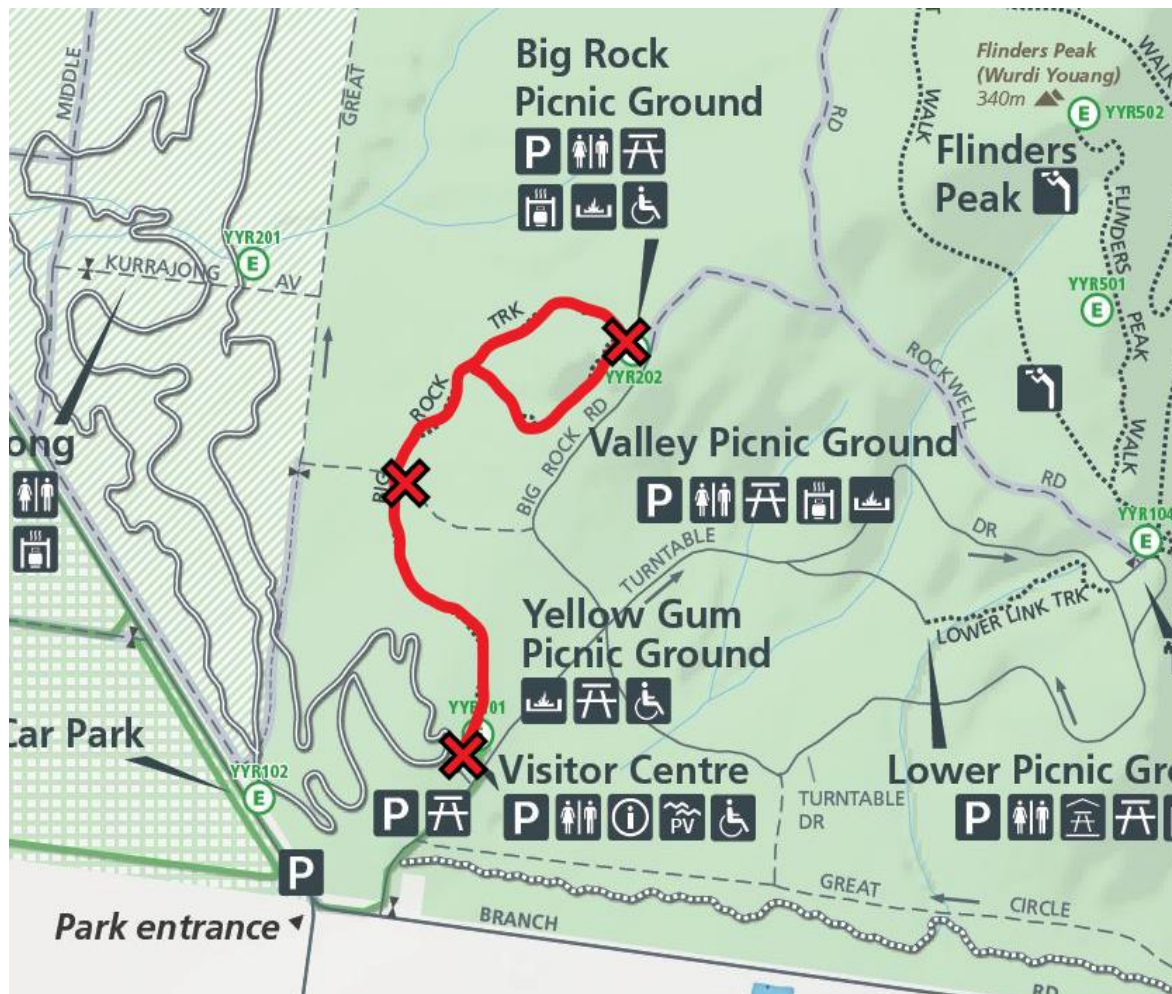 MIDDLE
GREAT
Big Rock
Picnic Ground
P
RD
WALK
WALK
Flinders Peak
(Wurdi Youang)
340m
E YYR502
Flinders
Peak
FLINDERS
PEAK
WALK
YYR201
E
KURRAJONG AV
YYR501
E
TRK
ROCK
BIG
YYR202
BIG ROCK RD
ROCKWELL
RD
ong
Valley Picnic Ground
P
YYR104
E
TURNTABLE
DR
LOWER LINK TRK
Yellow Gum
Picnic Ground
Car Park
YYR102
E
Visitor Centre
P
P i PV
TURNTABLE
DR
Lower Picnic Gr
P
P
GREAT
CIRCLE
BRANCH
RD
Park entrance